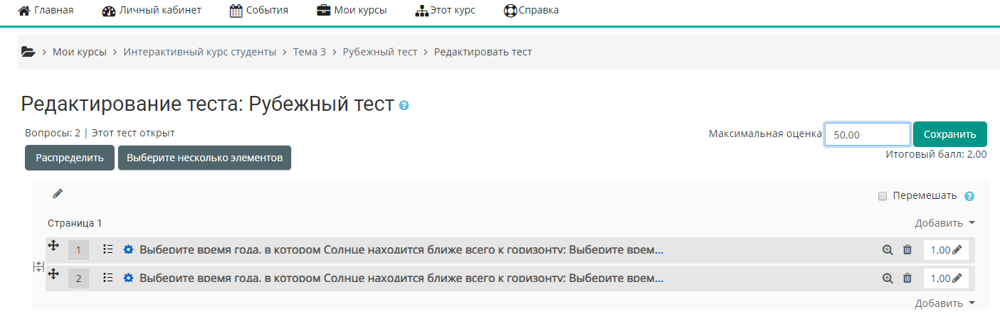 Главная Личный кабинет События Мои курсы Этот курс Справка
Мои курсы > Интерактивный курс студенты > Тема 3 > Рубежный тест > Редактировать тест
Редактирование теста: Рубежный тест
Вопросы: 2 | Этот тест открыт
Максимальная оценка 50,00 Сохранить
Распределить Выберите несколько элементов
Итоговый балл: 2,00
Перемешать
Страница 1
Добавить
1 Выберите время года, в котором Солнце находится ближе всего к горизонту: Выберите врем... 1,00
2 Выберите время года, в котором Солнце находится ближе всего к горизонту: Выберите врем... 1,00
Добавить